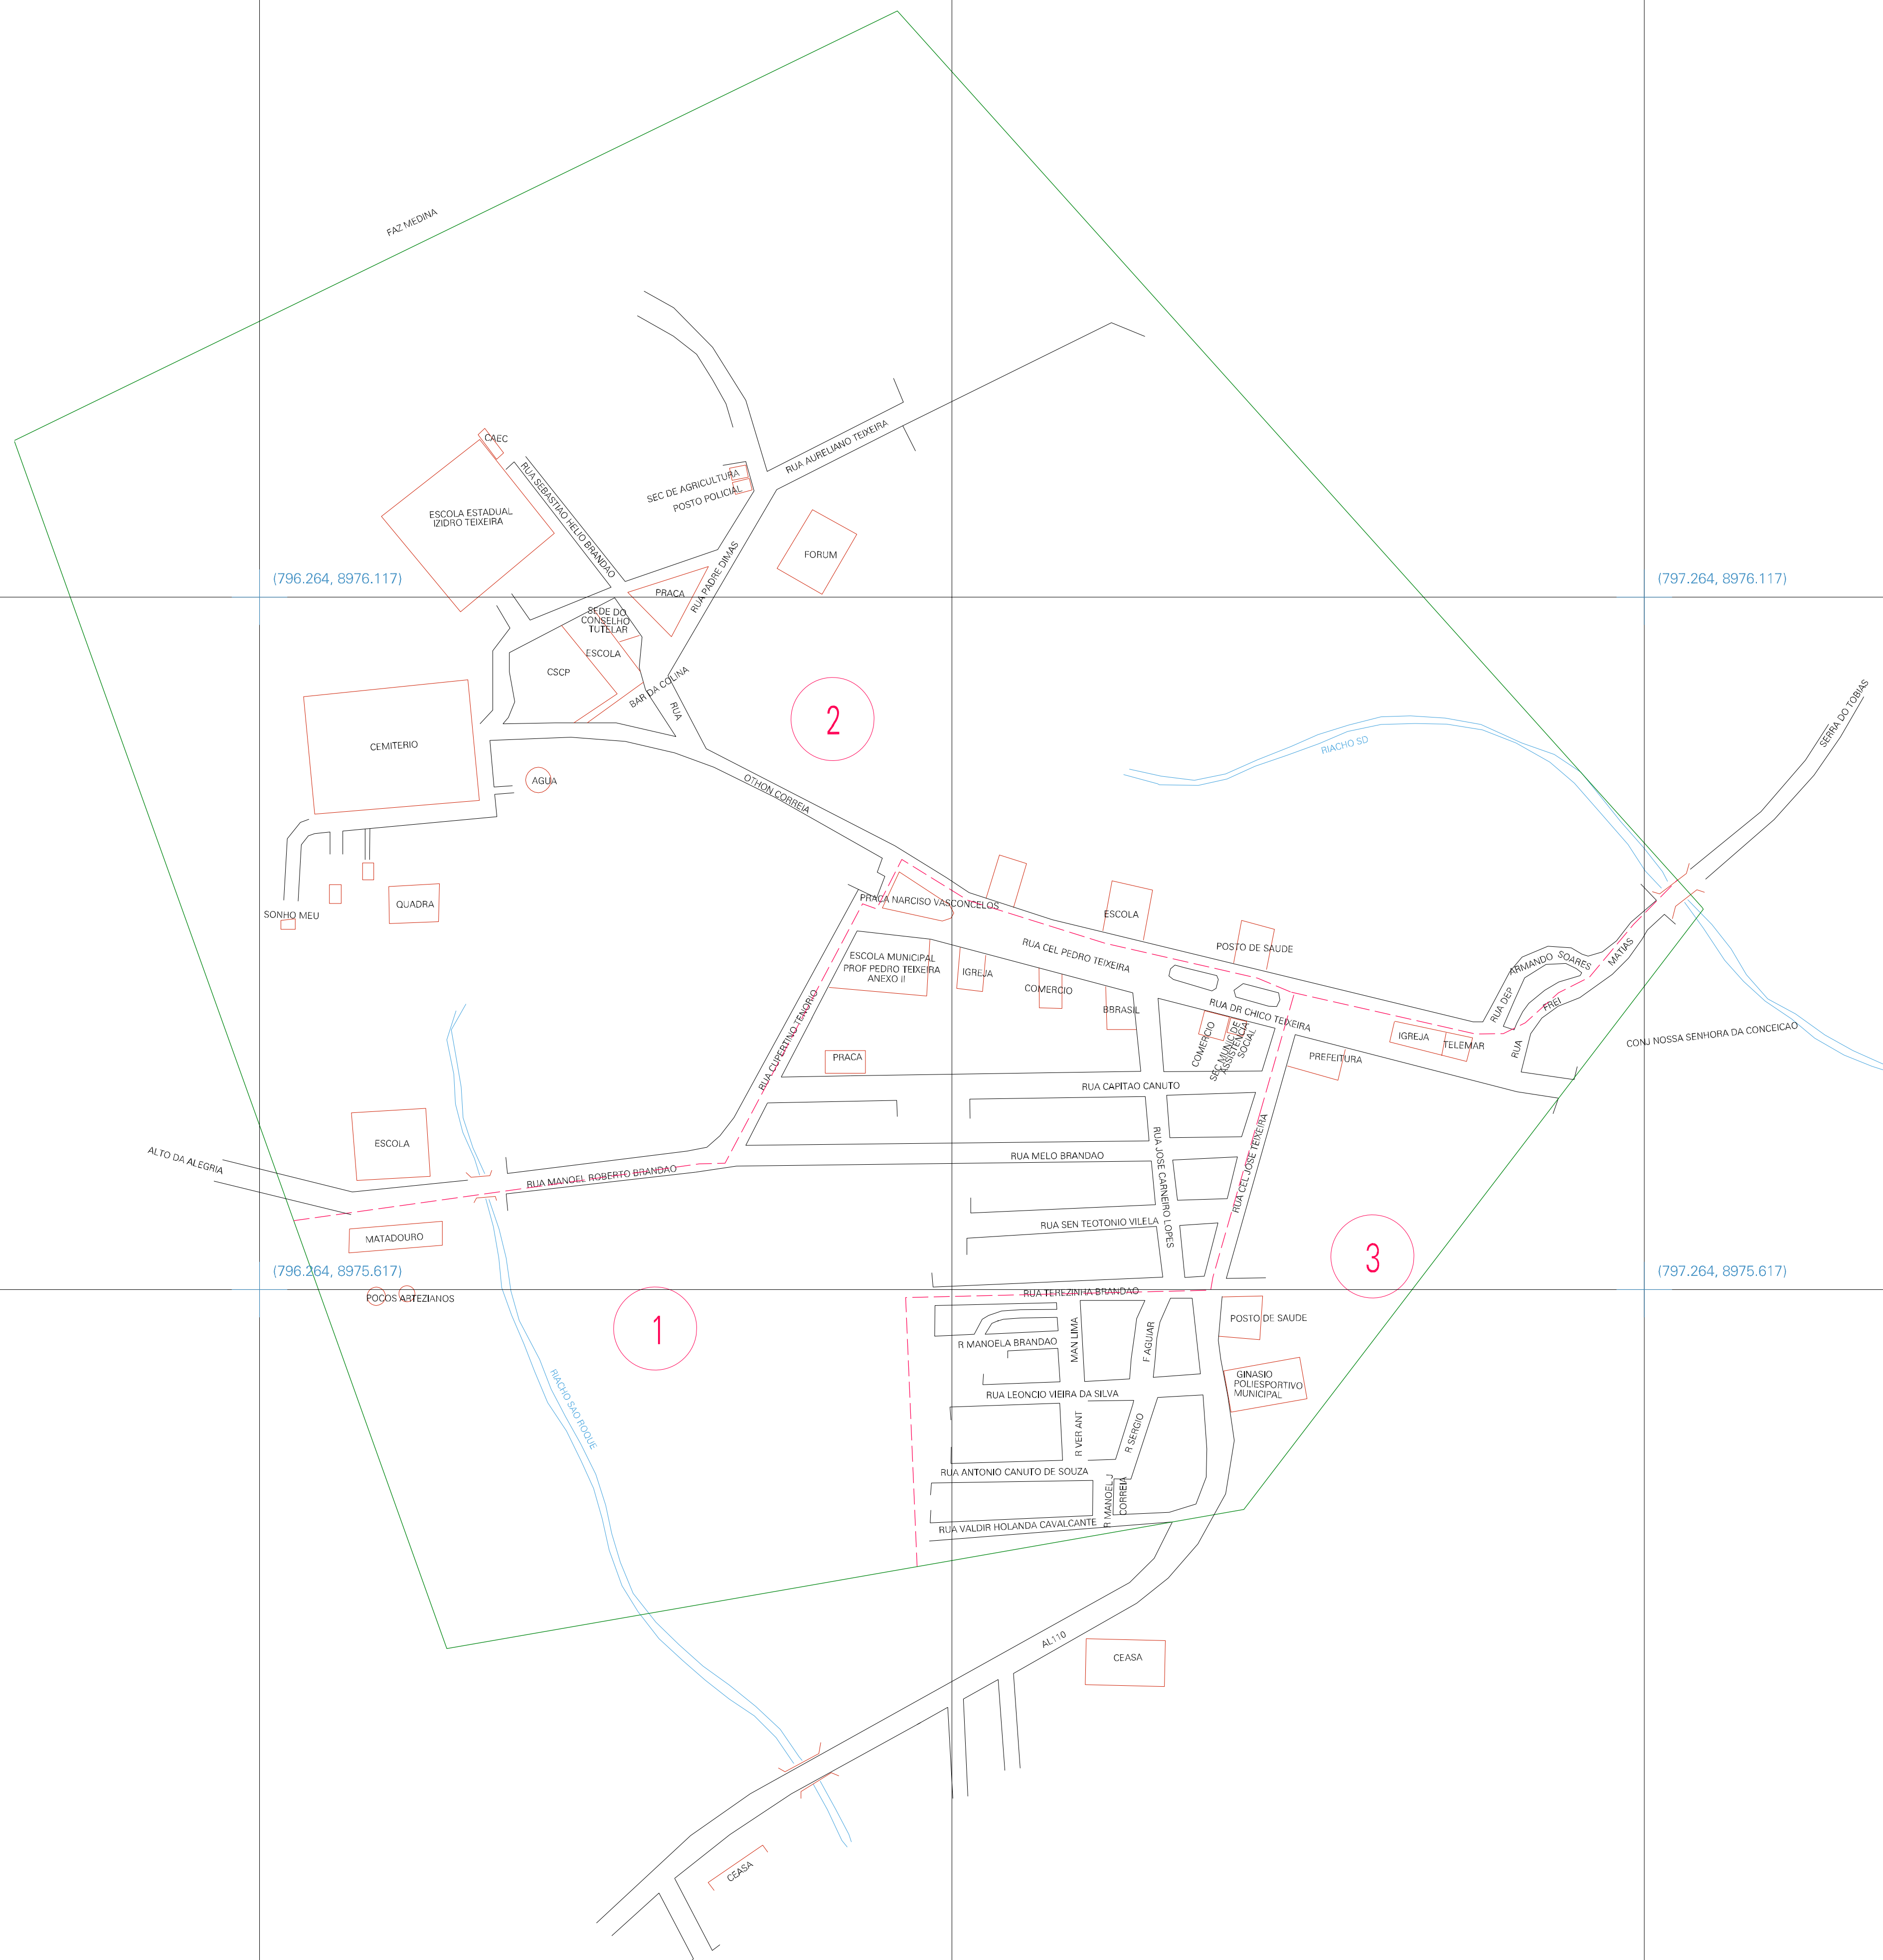 FAZ MEDINA
CAEC
RUA SEBASTIAO HELIO BRANDAO
ESCOLA ESTADUAL
IZIDRO TEIXEIRA
SEC DE AGRICULTURA
POSTO POLICIAL
RUA AURELIANO TEIXEIRA
FORUM
RUA PADRE DIMAS
(796.264, 8976.117)
(797.264, 8976.117)
PRACA
SEDE DO
CONSELHO
TUTELAR
ESCOLA
CSCP
BAR DA COLINA
RUA
OTHON CORREIA
2
CEMITERIO
AGUA
RIACHO SD
SERRA DO TOBIAS
QUADRA
SONHO MEU
PRACA NARCISO VASCONCELOS
ESCOLA
POSTO DE SAUDE
RUA CEL PEDRO TEIXEIRA
ESCOLA MUNICIPAL
PROF PEDRO TEIXEIRA
ANEXO II
IGREJA
COMERCIO
BBRASIL
RUA DR CHICO TEIXEIRA
COMERCIO
SEC MUNIC DE
ASSISTENCIA
SOCIAL
PREFEITURA
IGREJA
TELEMAR
RUA DEP
ARMANDO
SOARES
RUA
FREI
MATIAS
CONJ NOSSA SENHORA DA CONCEICAO
RUA CUPERTINO TENORIO
PRACA
RUA CAPITAO CANUTO
ESCOLA
ALTO DA ALEGRIA
RUA MANOEL ROBERTO BRANDAO
RUA MELO BRANDAO
RUA JOSE CARNEIRO LOPES
RUA CEL JOSE TEIXEIRA
MATADOURO
RUA SEN TEOTONIO VILELA
3
(796.264, 8975.617)
(797.264, 8975.617)
POCOS ARTEZIANOS
RUA TEREZINHA BRANDAO
1
POSTO DE SAUDE
R MANOELA BRANDAO
MAN LIMA
F AGUIAR
GINASIO
POLIESPORTIVO
MUNICIPAL
RIACHO SAO ROQUE
RUA LEONCIO VIEIRA DA SILVA
R VER ANT
R SERGIO
RUA ANTONIO CANUTO DE SOUZA
R MANOEL J
CORREIA
RUA VALDIR HOLANDA CAVALCANTE
AL110
CEASA
CEASA